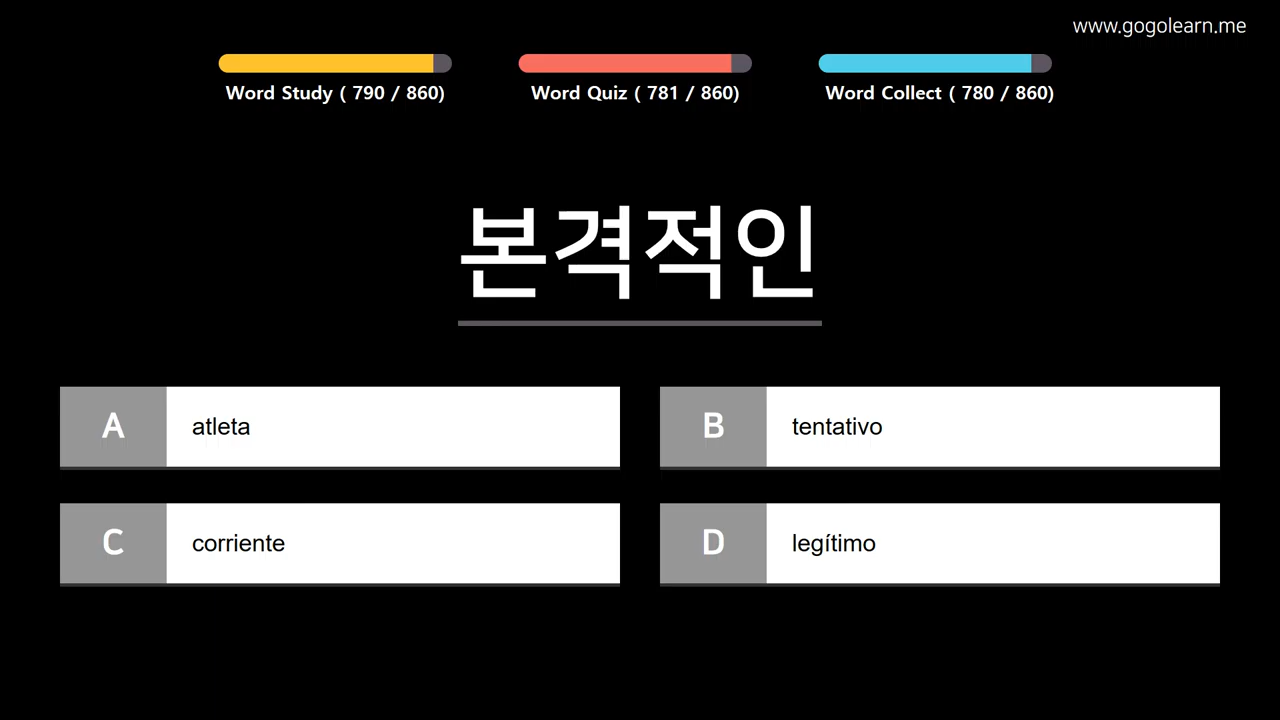 www.gogolearn.me
Word Study ( 790 / 860)
Word Quiz ( 781 / 860)
Word Collect ( 780 / 860)
본격적인
A atleta
B tentativo
C corriente
D legítimo